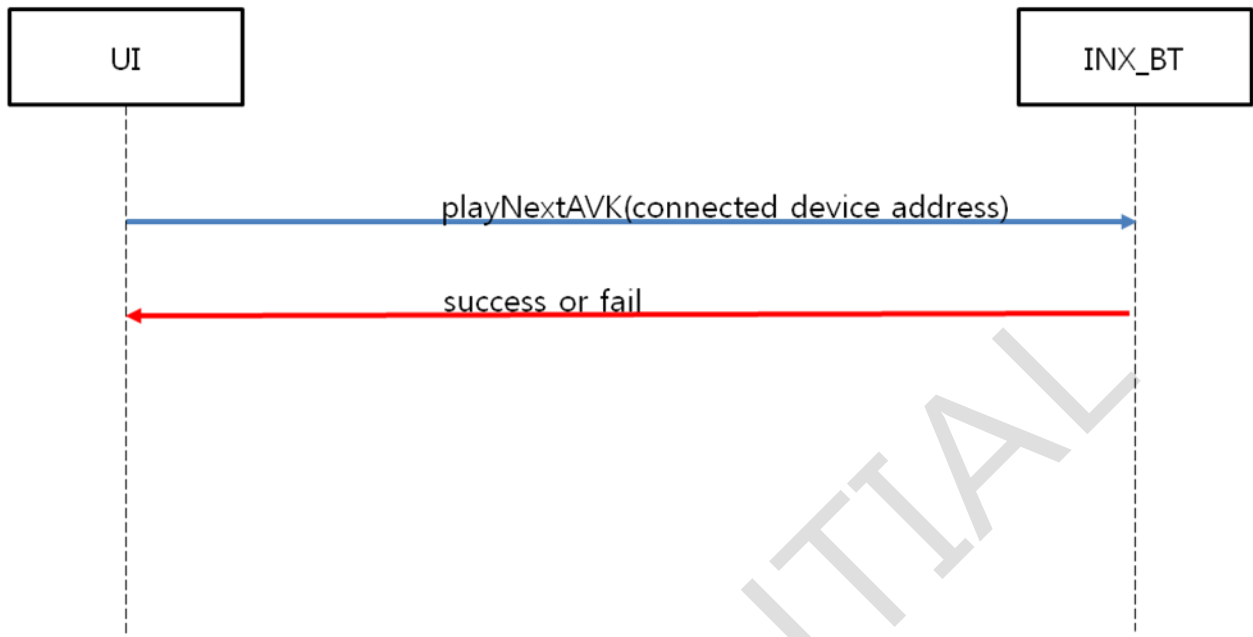 UI
INX_BT
playNextAVK(connected device address)
success or fail